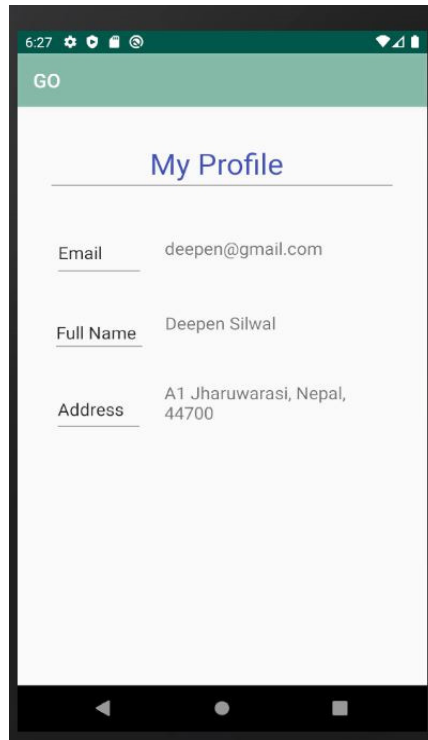 6:27
GO
My Profile
Email
deepen@gmail.com
Full Name
Deepen Silwal
Address
A1 Jharuwarasi, Nepal,
44700